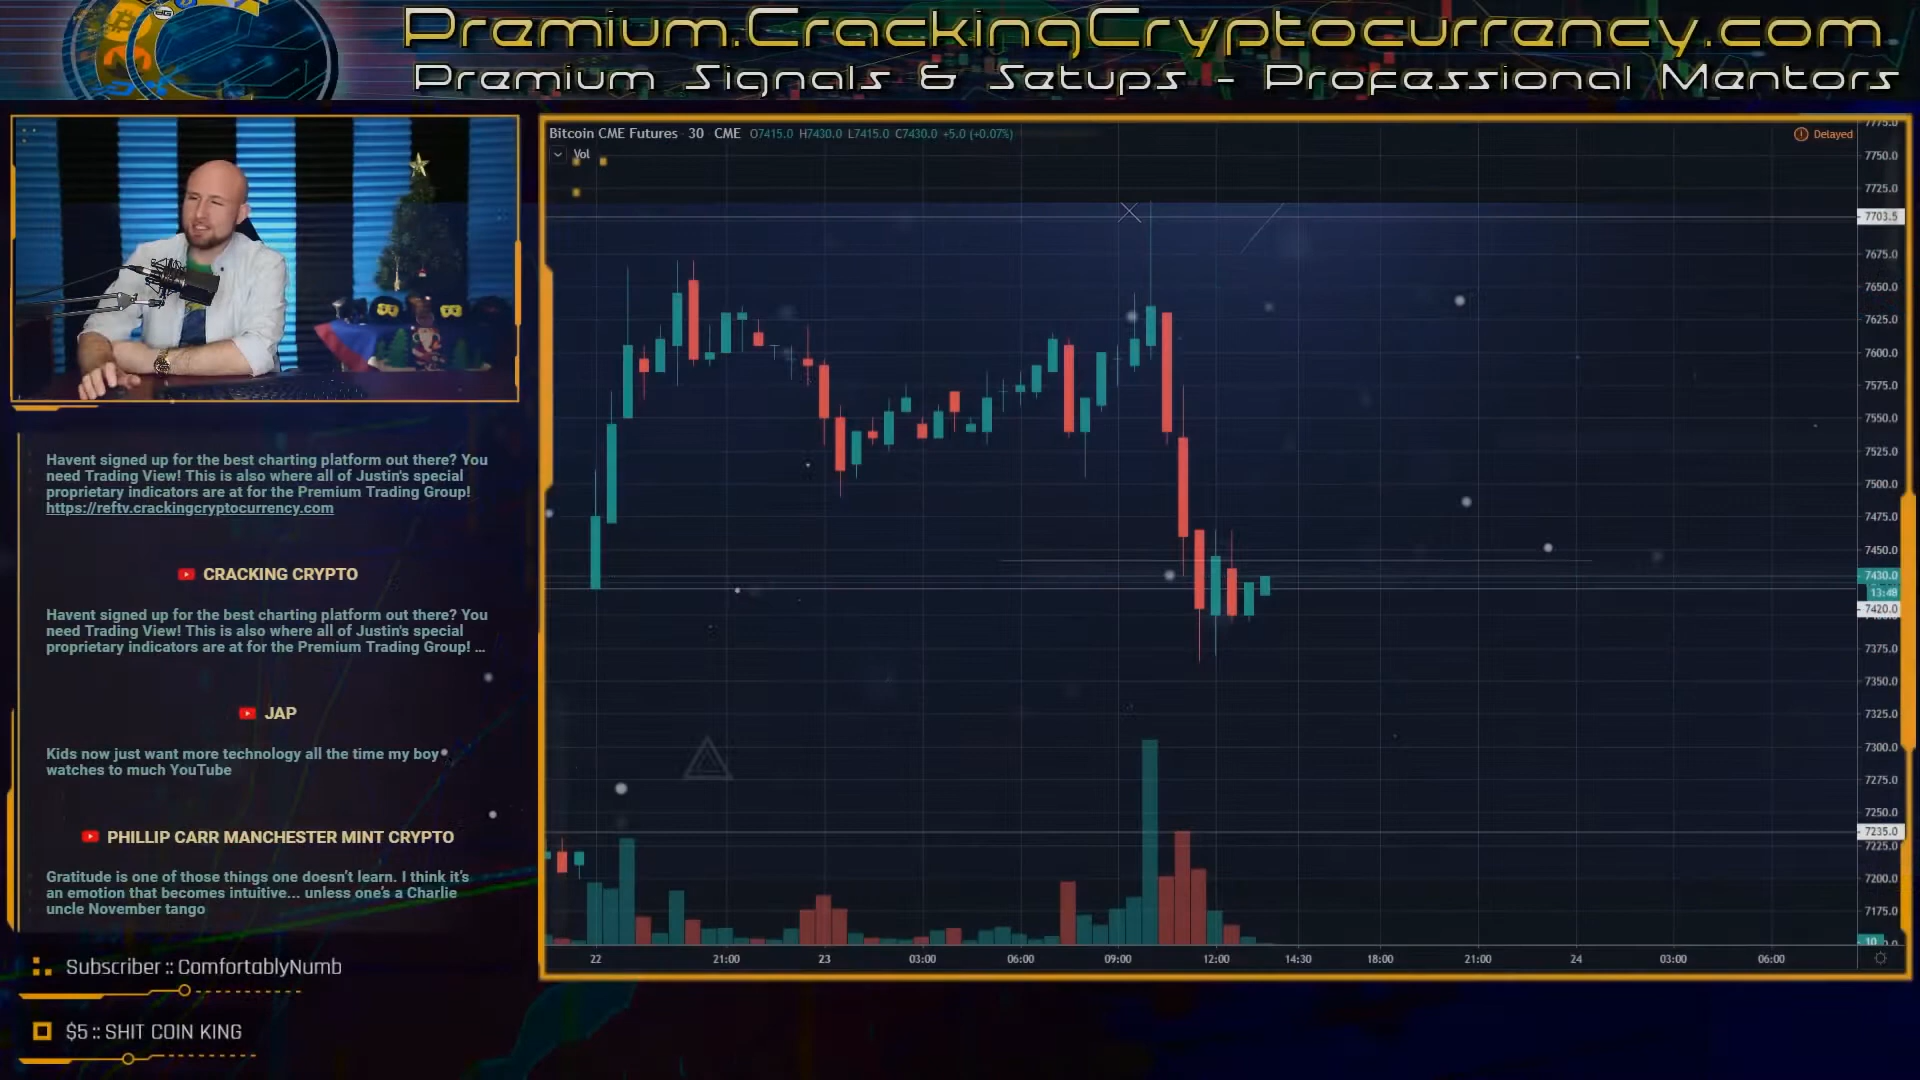 Premium.CrackingCryptocurrency.com
Premium Signals & Setups - Professional Mentors
Bitcoin CME Futures 30 CME O7415.0 H7430.0 L7415.0 C7430.0 +5.0 (+0.07%)
Delayed
Vol
7775.0
7750.0
7725.0
7703.5
7675.0
7650.0
7625.0
7600.0
7575.0
7550.0
7525.0
7500.0
7475.0
7450.0
7430.0
13:48
7420.0
7375.0
7350.0
7325.0
7300.0
7275.0
7250.0
7235.0
7225.0
7200.0
7175.0
10
22 21:00 23 03:00 06:00 09:00 12:00 14:30 18:00 21:00 24 03:00 06:00
Havent signed up for the best charting platform out there? You
need Trading View! This is also where all of Justin's special
proprietary indicators are at for the Premium Trading Group!
https://reftv.crackingcryptocurrency.com
CRACKING CRYPTO
Havent signed up for the best charting platform out there? You
need Trading View! This is also where all of Justin's special
proprietary indicators are at for the Premium Trading Group! ...
JAP
Kids now just want more technology all the time my boy
watches to much YouTube
PHILLIP CARR MANCHESTER MINT CRYPTO
Gratitude is one of those things one doesn't learn. I think it's
an emotion that becomes intuitive... unless one's a Charlie
uncle November tango
Subscriber :: ComfortablyNumb
$5 :: SHIT COIN KING